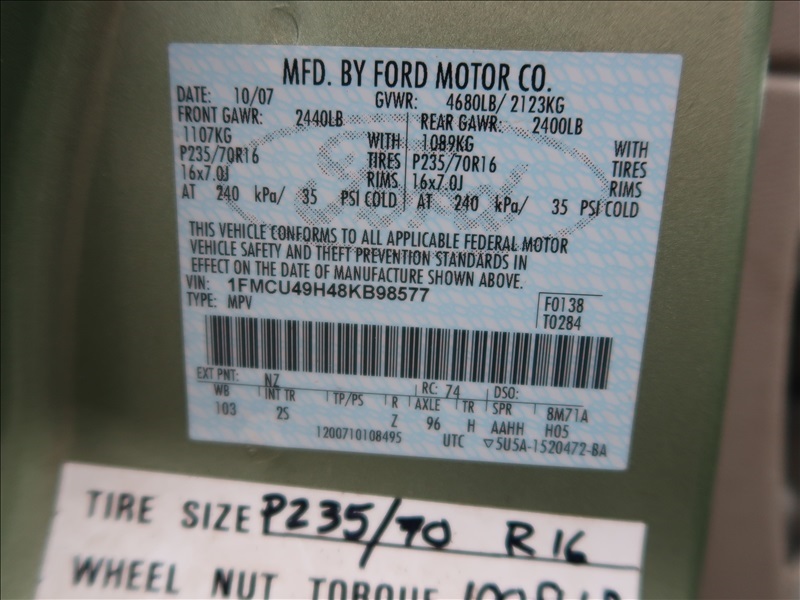 MFD. BY FORD MOTOR CO.
DATE: 10/07 GVWR: 4680LB/ 2123KG
FRONT GAWR: 2440LB REAR GAWR: 2400LB
1107KG WITH 1089KG WITH
P235/70R16 TIRES P235/70R16 TIRES
16x7.0J RIMS 16x7.0J RIMS
AT 240 kPa/ 35 PSI COLD AT 240 kPa/ 35 PSI COLD
THIS VEHICLE CONFORMS TO ALL APPLICABLE FEDERAL MOTOR
VEHICLE SAFETY AND THEFT PREVENTION STANDARDS IN
EFFECT ON THE DATE OF MANUFACTURE SHOWN ABOVE.
VIN: 1FMCU49H48KB98577
TYPE: MPV
F0138
T0284
EXT PNT: NZ RC: 74 DSO:
WB INT TR TP/PS R AXLE TR SPR 8M71A
103 2S Z 96 H AAHH H05
1200710108495 UTC ▽5U5A-1520472-BA
TIRE SIZE P235/70 R16
WHEEL NUT TORQUE